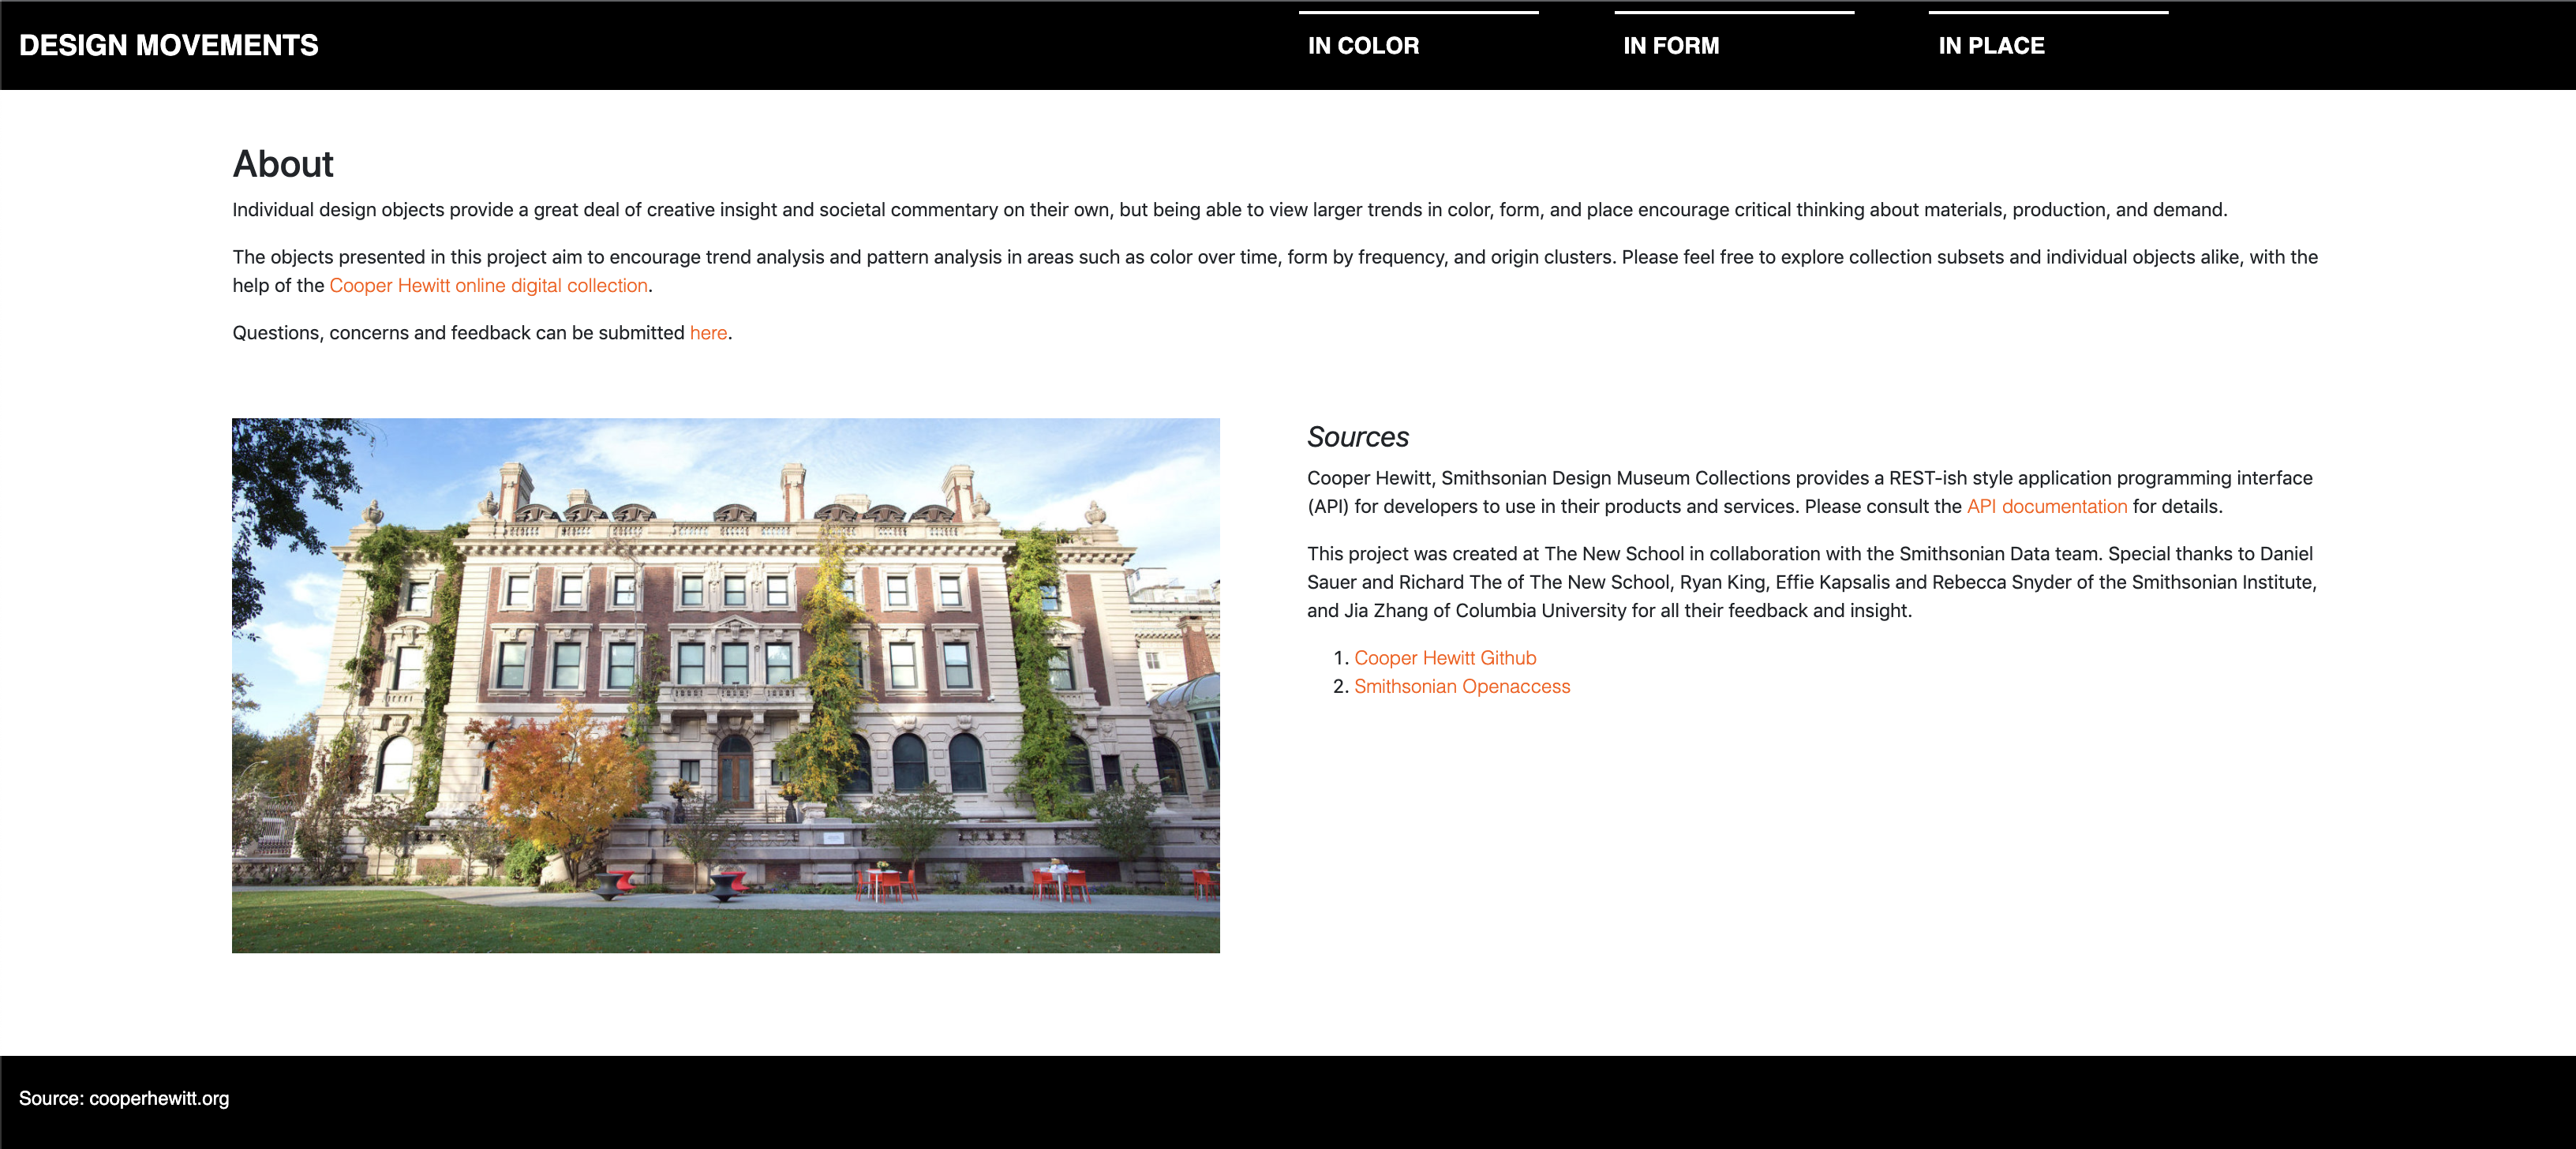 DESIGN MOVEMENTS
IN COLOR
IN FORM
IN PLACE
About
Individual design objects provide a great deal of creative insight and societal commentary on their own, but being able to view larger trends in color, form, and place encourage critical thinking about materials, production, and demand.
The objects presented in this project aim to encourage trend analysis and pattern analysis in areas such as color over time, form by frequency, and origin clusters. Please feel free to explore collection subsets and individual objects alike, with the
help of the Cooper Hewitt online digital collection.
Questions, concerns and feedback can be submitted here.
Sources
Cooper Hewitt, Smithsonian Design Museum Collections provides a REST-ish style application programming interface
(API) for developers to use in their products and services. Please consult the API documentation for details.
This project was created at The New School in collaboration with the Smithsonian Data team. Special thanks to Daniel
Sauer and Richard The of The New School, Ryan King, Effie Kapsalis and Rebecca Snyder of the Smithsonian Institute,
and Jia Zhang of Columbia University for all their feedback and insight.
1. Cooper Hewitt Github
2. Smithsonian Openaccess
Source: cooperhewitt.org